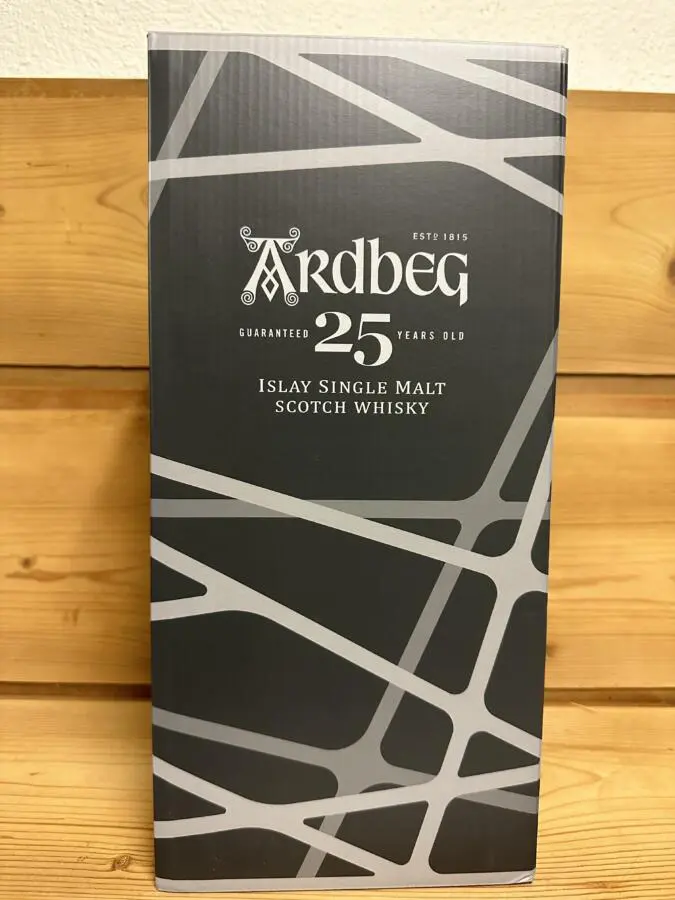 ESTD 1815
ARDBEG
GUARANTEED 25 YEARS OLD
ISLAY SINGLE MALT
SCOTCH WHISKY